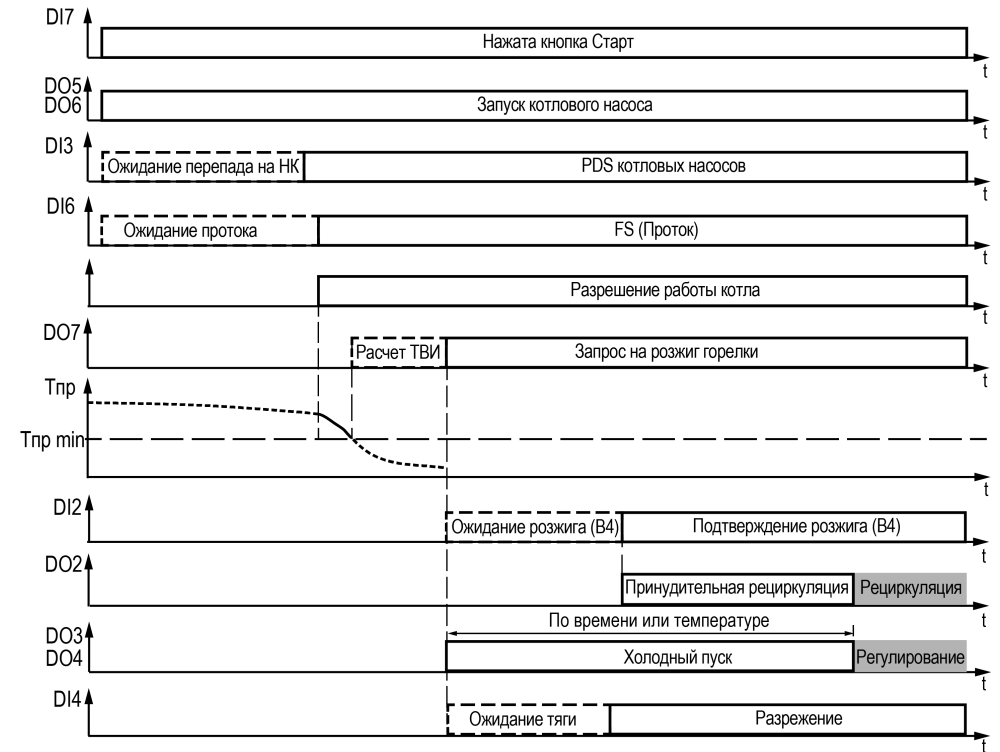 DI7
Нажата кнопка Старт
t
DO5
DO6
Запуск котлового насоса
t
DI3
Ожидание перепада на НК
PDS котловых насосов
t
DI6
Ожидание протока
FS (Проток)
t
Разрешение работы котла
t
DO7
Расчет ТВИ
Запрос на розжиг горелки
t
Тпр
Тпр min
t
DI2
Ожидание розжига (В4)
Подтверждение розжига (В4)
t
DO2
Принудительная рециркуляция
Рециркуляция
t
По времени или температуре
DO3
DO4
Холодный пуск
Регулирование
t
DI4
Ожидание тяги
Разрежение
t